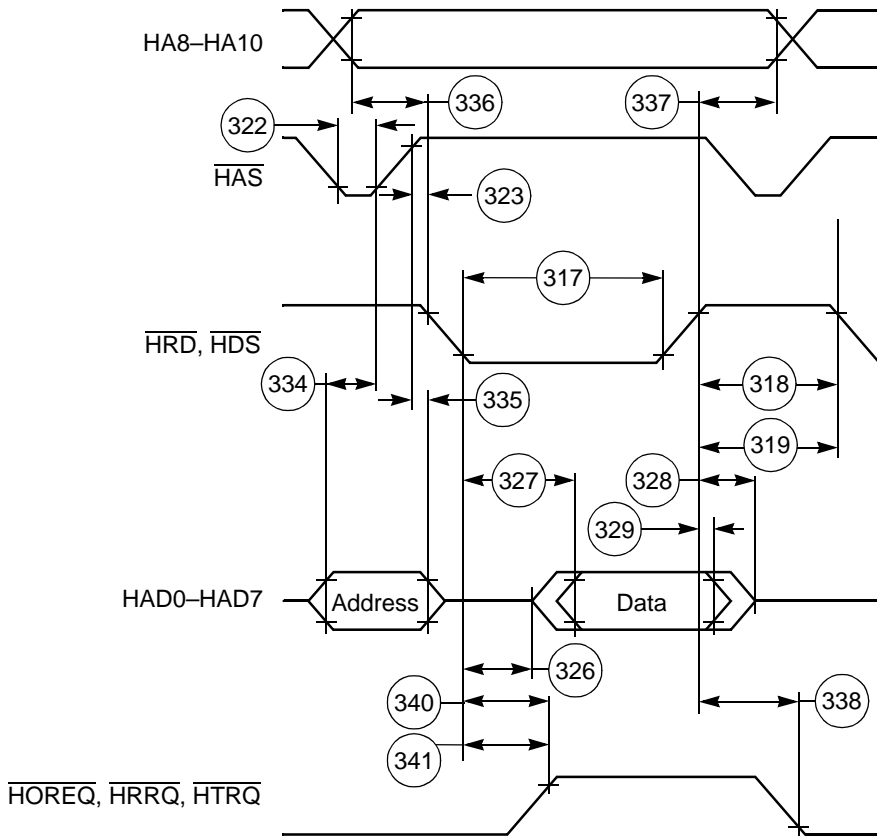 HA8–HA10
336
337
322
HAS
323
317
HRD, HDS
334
335
318
319
327
328
329
HAD0–HAD7
Address
Data
326
340
338
341
HOREQ, HRRQ, HTRQ